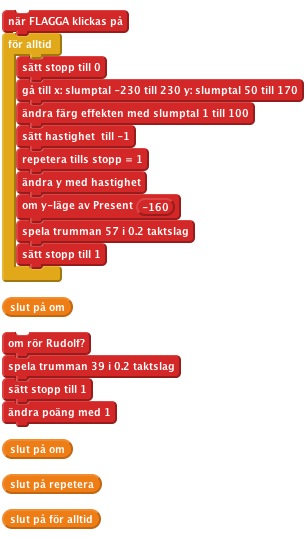 när FLAGGA klickas på
för alltid
sätt stopp till 0
gå till x: slumptal -230 till 230 y: slumptal 50 till 170
ändra färg effekten med slumptal 1 till 100
sätt hastighet till -1
repetera tills stopp = 1
ändra y med hastighet
om y-läge av Present -160
spela trumman 57 i 0.2 taktslag
sätt stopp till 1
slut på om
om rör Rudolf?
spela trumman 39 i 0.2 taktslag
sätt stopp till 1
ändra poäng med 1
slut på om
slut på repetera
slut på för alltid